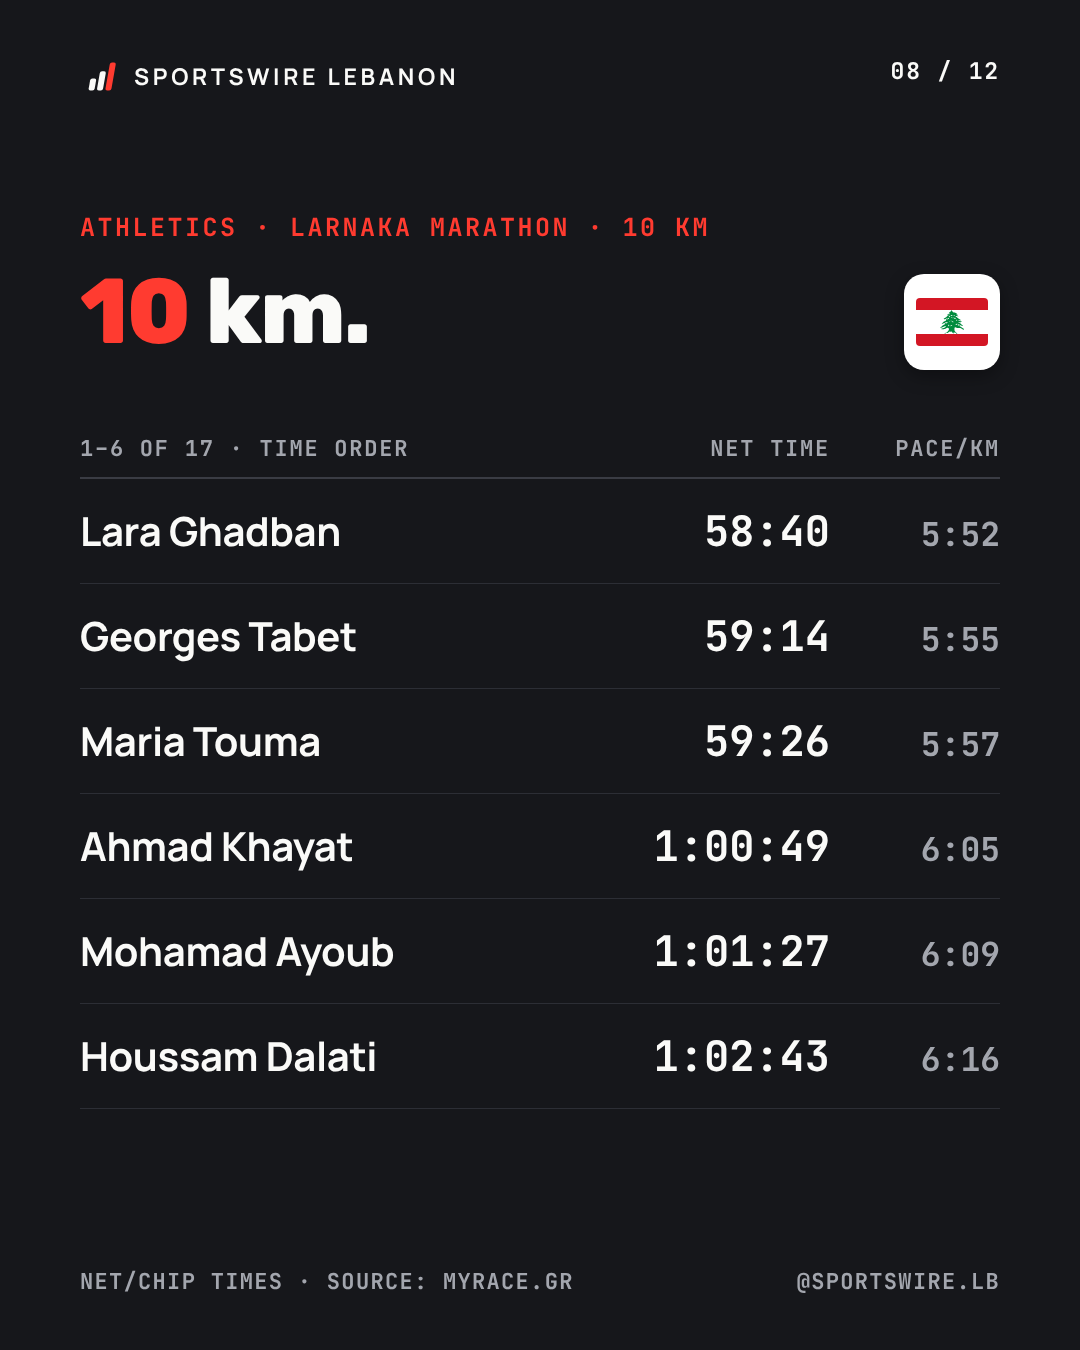 SPORTSWIRE LEBANON 08 / 12
ATHLETICS · LARNAKA MARATHON · 10 KM
10 km.
1–6 OF 17 · TIME ORDER NET TIME PACE/KM
Lara Ghadban 58:40 5:52
Georges Tabet 59:14 5:55
Maria Touma 59:26 5:57
Ahmad Khayat 1:00:49 6:05
Mohamad Ayoub 1:01:27 6:09
Houssam Dalati 1:02:43 6:16
NET/CHIP TIMES · SOURCE: MYRACE.GR @SPORTSWIRE.LB